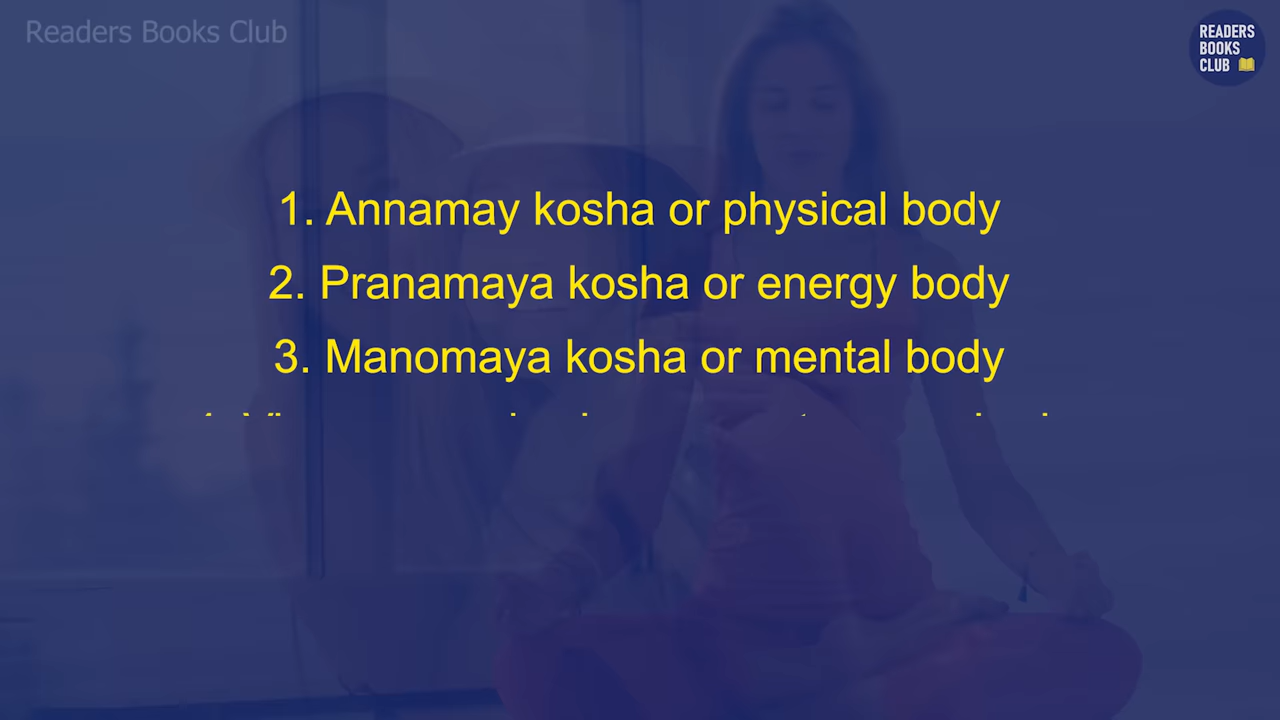 Readers Books Club
READERS
BOOKS
CLUB
1. Annamay kosha or physical body
2. Pranamaya kosha or energy body
3. Manomaya kosha or mental body